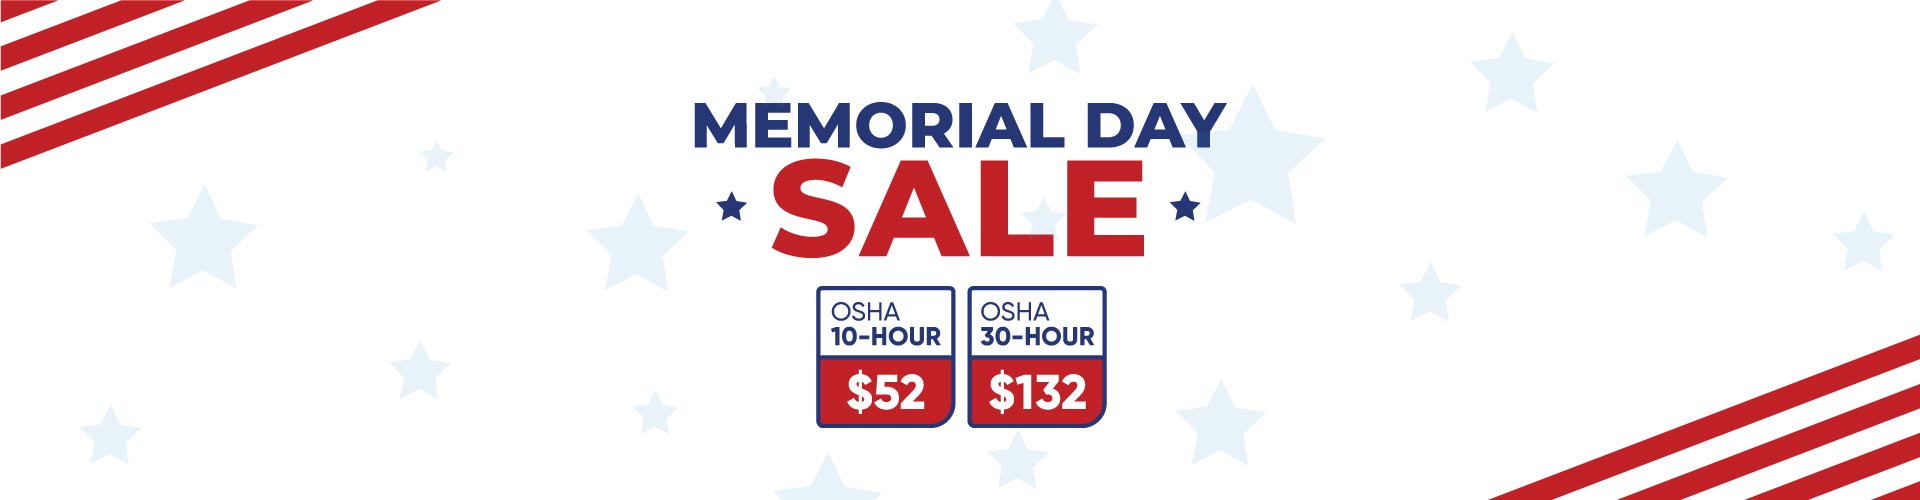 MEMORIAL DAY
SALE
OSHA
10-HOUR
$52
OSHA
30-HOUR
$132